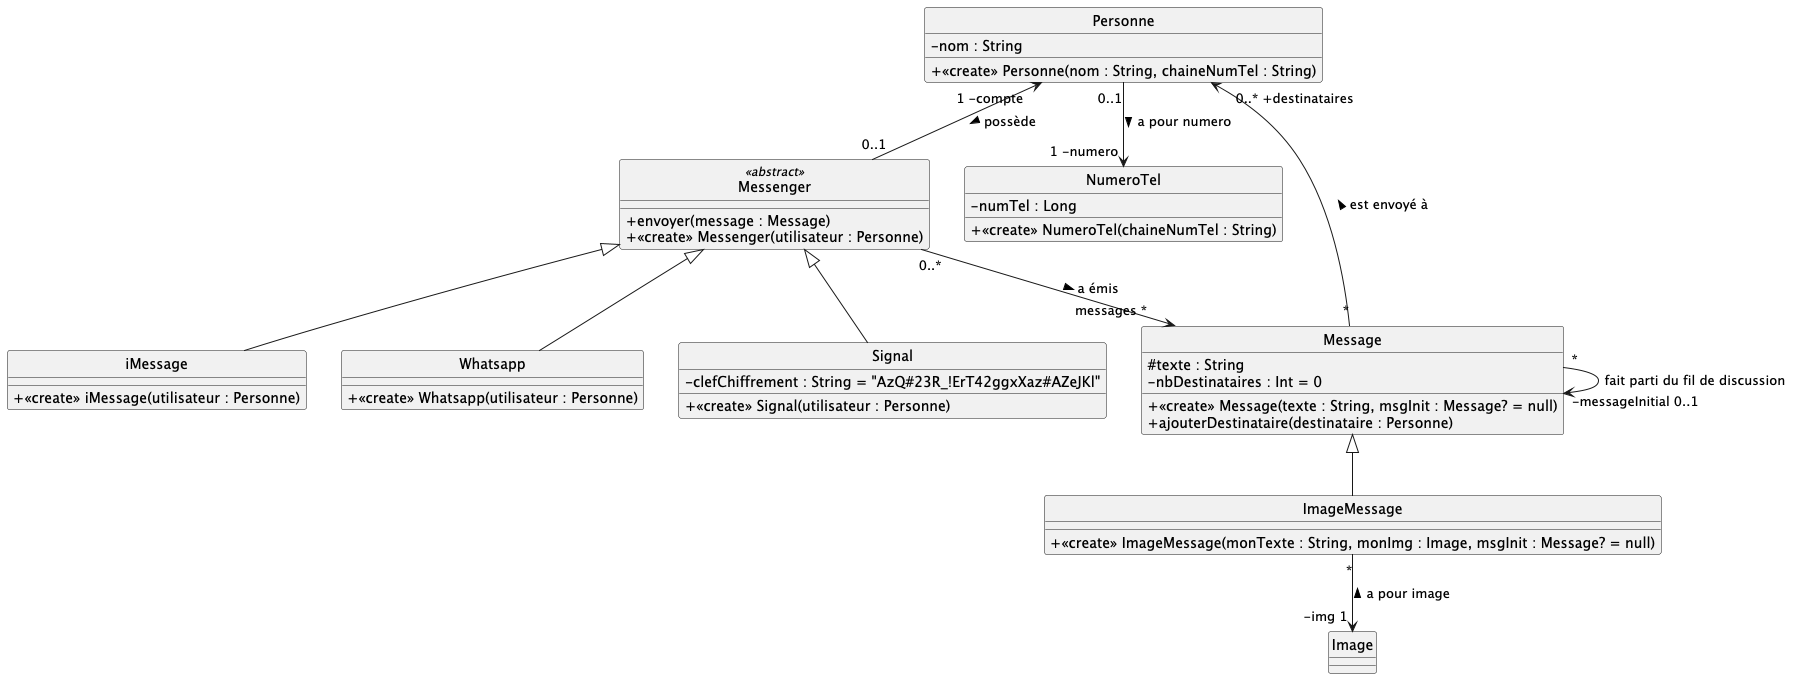 Personne
-nom : String
+«create» Personne(nom : String, chaineNumTel : String)
1 -compte
0..1
0..* +destinataires
possède
a pour numero
0..1
1 -numero
«abstract»
Messenger
+envoyer(message : Message)
+«create» Messenger(utilisateur : Personne)
NumeroTel
-numTel : Long
+«create» NumeroTel(chaineNumTel : String)
est envoyé à
0..*
a émis
messages *
*
iMessage
+«create» iMessage(utilisateur : Personne)
Whatsapp
+«create» Whatsapp(utilisateur : Personne)
Signal
-clefChiffrement : String = "AzQ#23R_!ErT42ggxXaz#AZeJKl"
+«create» Signal(utilisateur : Personne)
Message
#texte : String
-nbDestinataires : Int = 0
+«create» Message(texte : String, msgInit : Message? = null)
+ajouterDestinataire(destinataire : Personne)
*
fait parti du fil de discussion
-messageInitial 0..1
ImageMessage
+«create» ImageMessage(monTexte : String, monImg : Image, msgInit : Message? = null)
*
a pour image
-img 1
Image